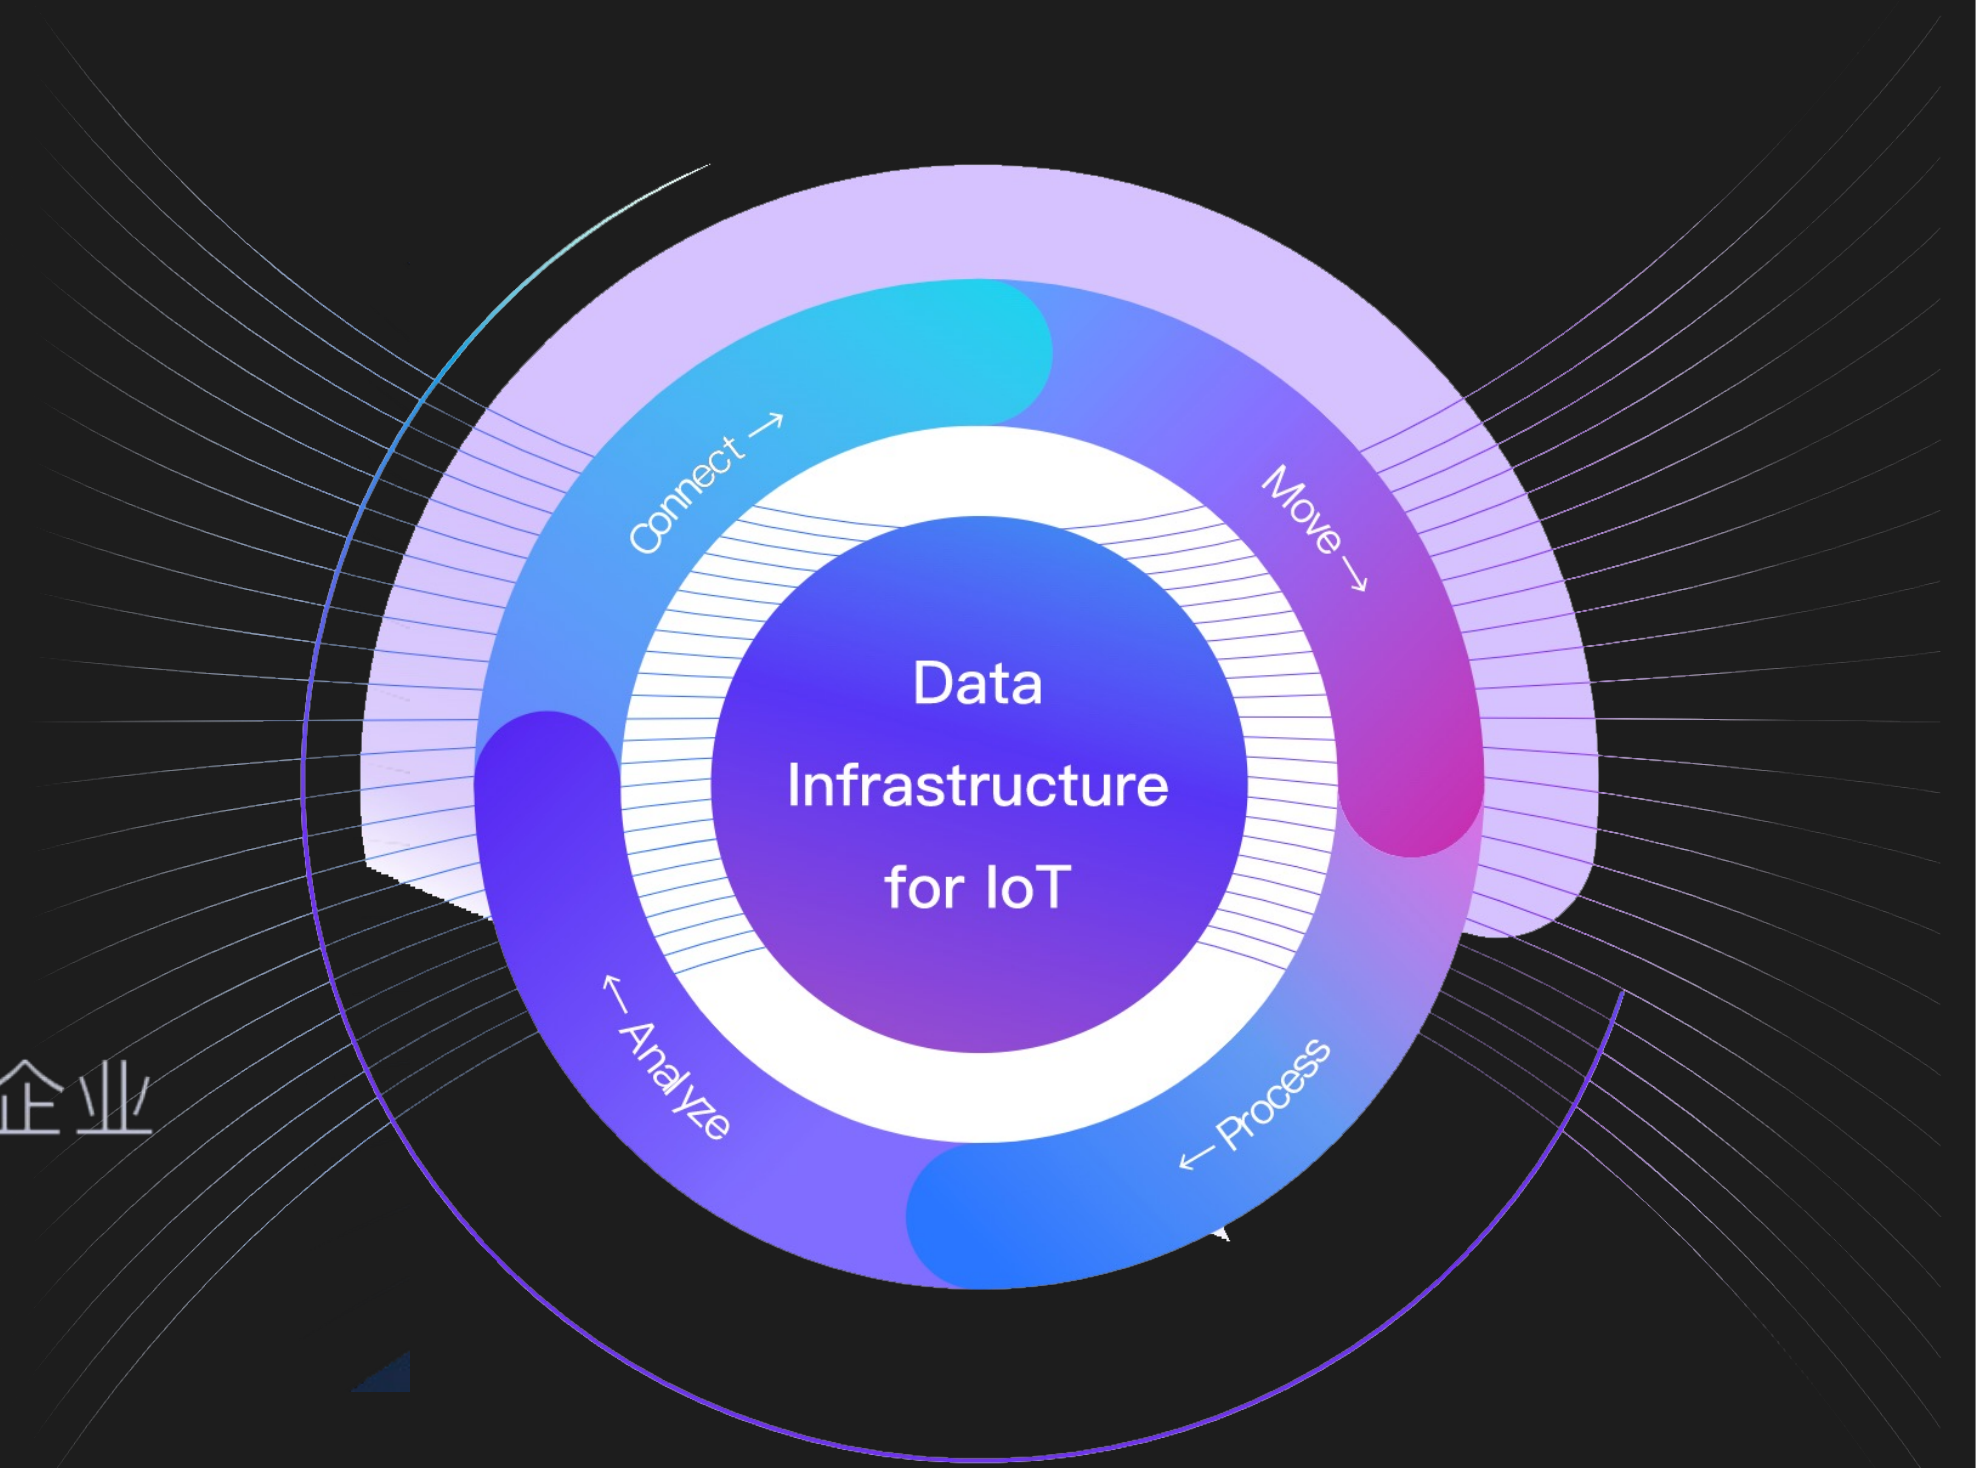 Connect →
Move →
Data
Infrastructure
for IoT
← Analyze
← Process
企业